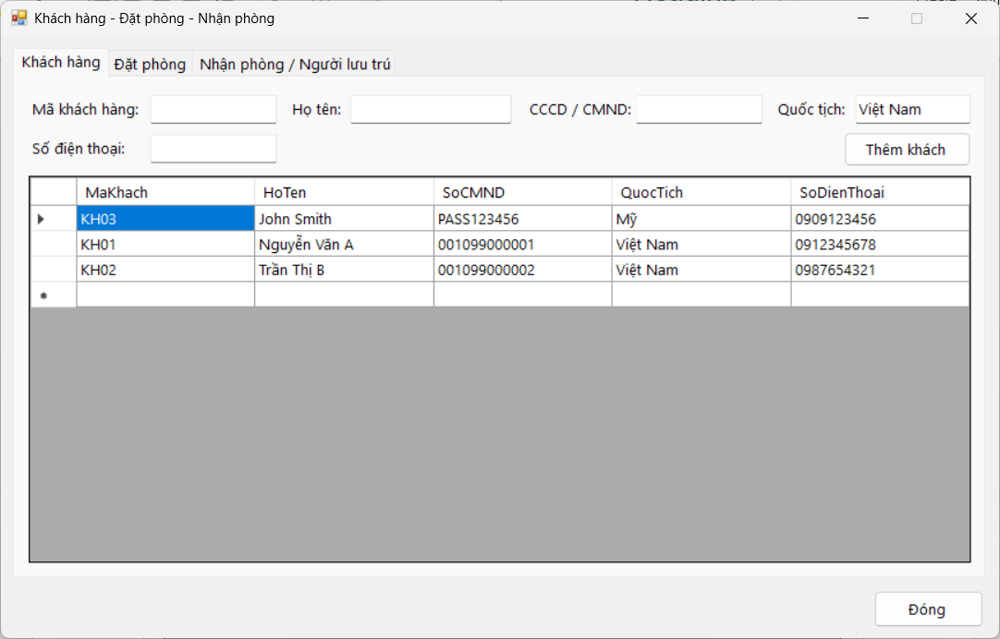 Khách hàng - Đặt phòng - Nhận phòng
Khách hàng Đặt phòng Nhận phòng / Người lưu trú
Mã khách hàng: Họ tên: CCCD / CMND: Quốc tịch: Việt Nam
Số điện thoại: Thêm khách
MaKhach HoTen SoCMND QuocTich SoDienThoai
KH03 John Smith PASS123456 Mỹ 0909123456
KH01 Nguyễn Văn A 001099000001 Việt Nam 0912345678
KH02 Trần Thị B 001099000002 Việt Nam 0987654321
Đóng